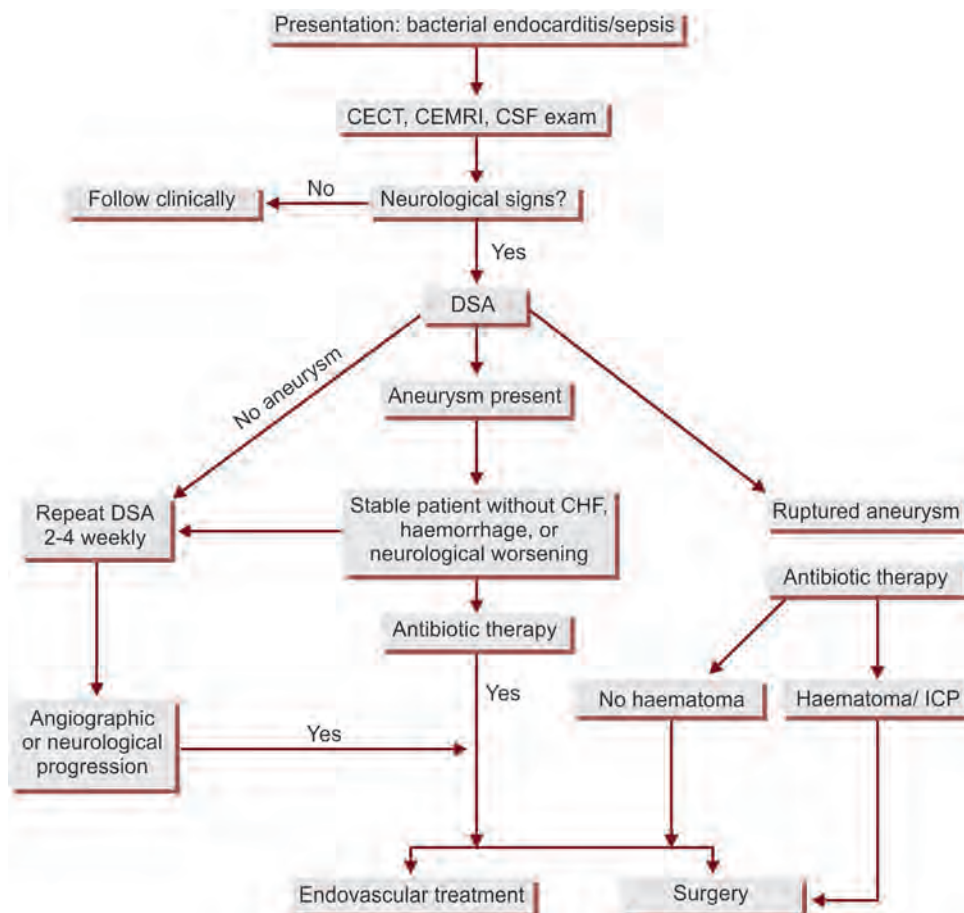 Presentation: bacterial endocarditis/sepsis
CECT, CEMRI, CSF exam
No
Follow clinically
Neurological signs?
Yes
DSA
No aneurysm
Aneurysm present
Repeat DSA
2-4 weekly
Stable patient without CHF,
haemorrhage, or
neurological worsening
Ruptured aneurysm
Antibiotic therapy
Antibiotic therapy
Yes
No haematoma
Haematoma/ ICP
Angiographic
or neurological
progression
Yes
Endovascular treatment
Surgery